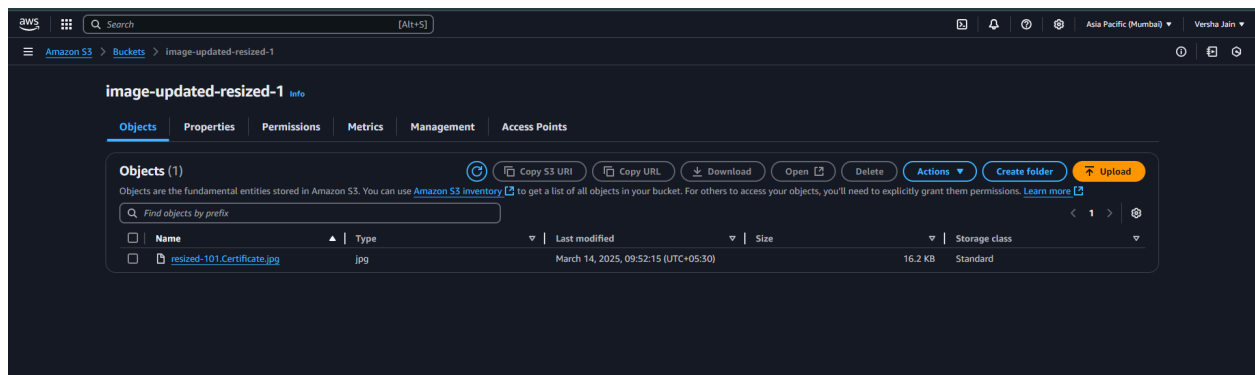 aws Search [Alt+S] Asia Pacific (Mumbai) Versha Jain
Amazon S3 > Buckets > image-updated-resized-1
image-updated-resized-1 Info
Objects Properties Permissions Metrics Management Access Points
Objects (1) Copy S3 URI Copy URL Download Open Delete Actions Create folder Upload
Objects are the fundamental entities stored in Amazon S3. You can use Amazon S3 inventory to get a list of all objects in your bucket. For others to access your objects, you'll need to explicitly grant them permissions. Learn more
Find objects by prefix < 1 >
Name Type Last modified Size Storage class
resized-101.Certificate.jpg jpg March 14, 2025, 09:52:15 (UTC+05:30) 16.2 KB Standard